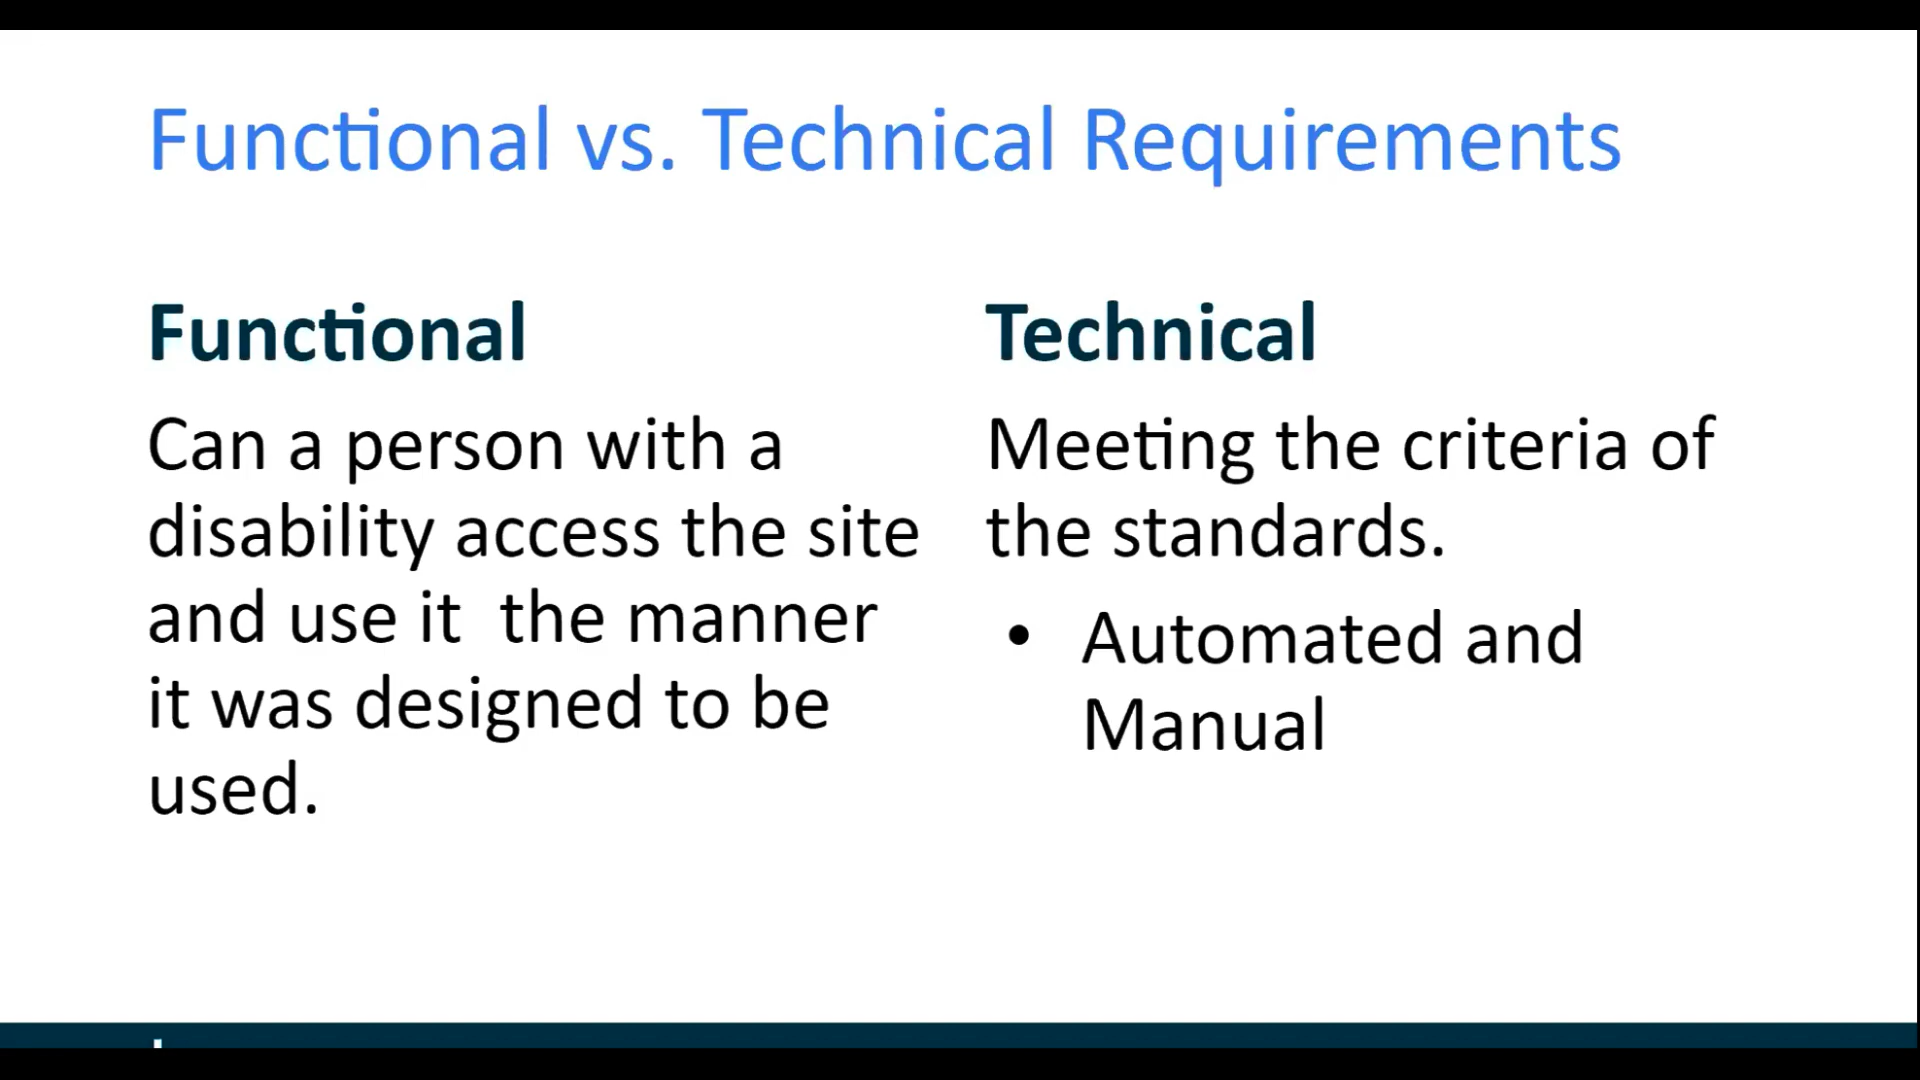 Functional vs. Technical Requirements
Functional
Can a person with a
disability access the site
and use it  the manner
it was designed to be
used.
Technical
Meeting the criteria of
the standards.
• Automated and
Manual